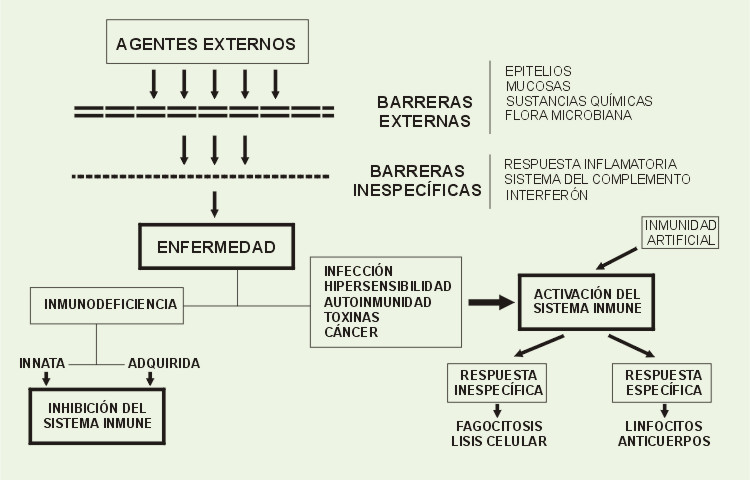 AGENTES EXTERNOS
BARRERAS
EXTERNAS
EPITELIOS
MUCOSAS
SUSTANCIAS QUÍMICAS
FLORA MICROBIANA
BARRERAS
INESPECÍFICAS
RESPUESTA INFLAMATORIA
SISTEMA DEL COMPLEMENTO
INTERFERÓN
INMUNIDAD
ARTIFICIAL
ENFERMEDAD
INFECCIÓN
HIPERSENSIBILIDAD
AUTOINMUNIDAD
TOXINAS
CÁNCER
ACTIVACIÓN DEL
SISTEMA INMUNE
INMUNODEFICIENCIA
INNATA
ADQUIRIDA
INHIBICIÓN DEL
SISTEMA INMUNE
RESPUESTA
INESPECÍFICA
FAGOCITOSIS
LISIS CELULAR
RESPUESTA
ESPECÍFICA
LINFOCITOS
ANTICUERPOS